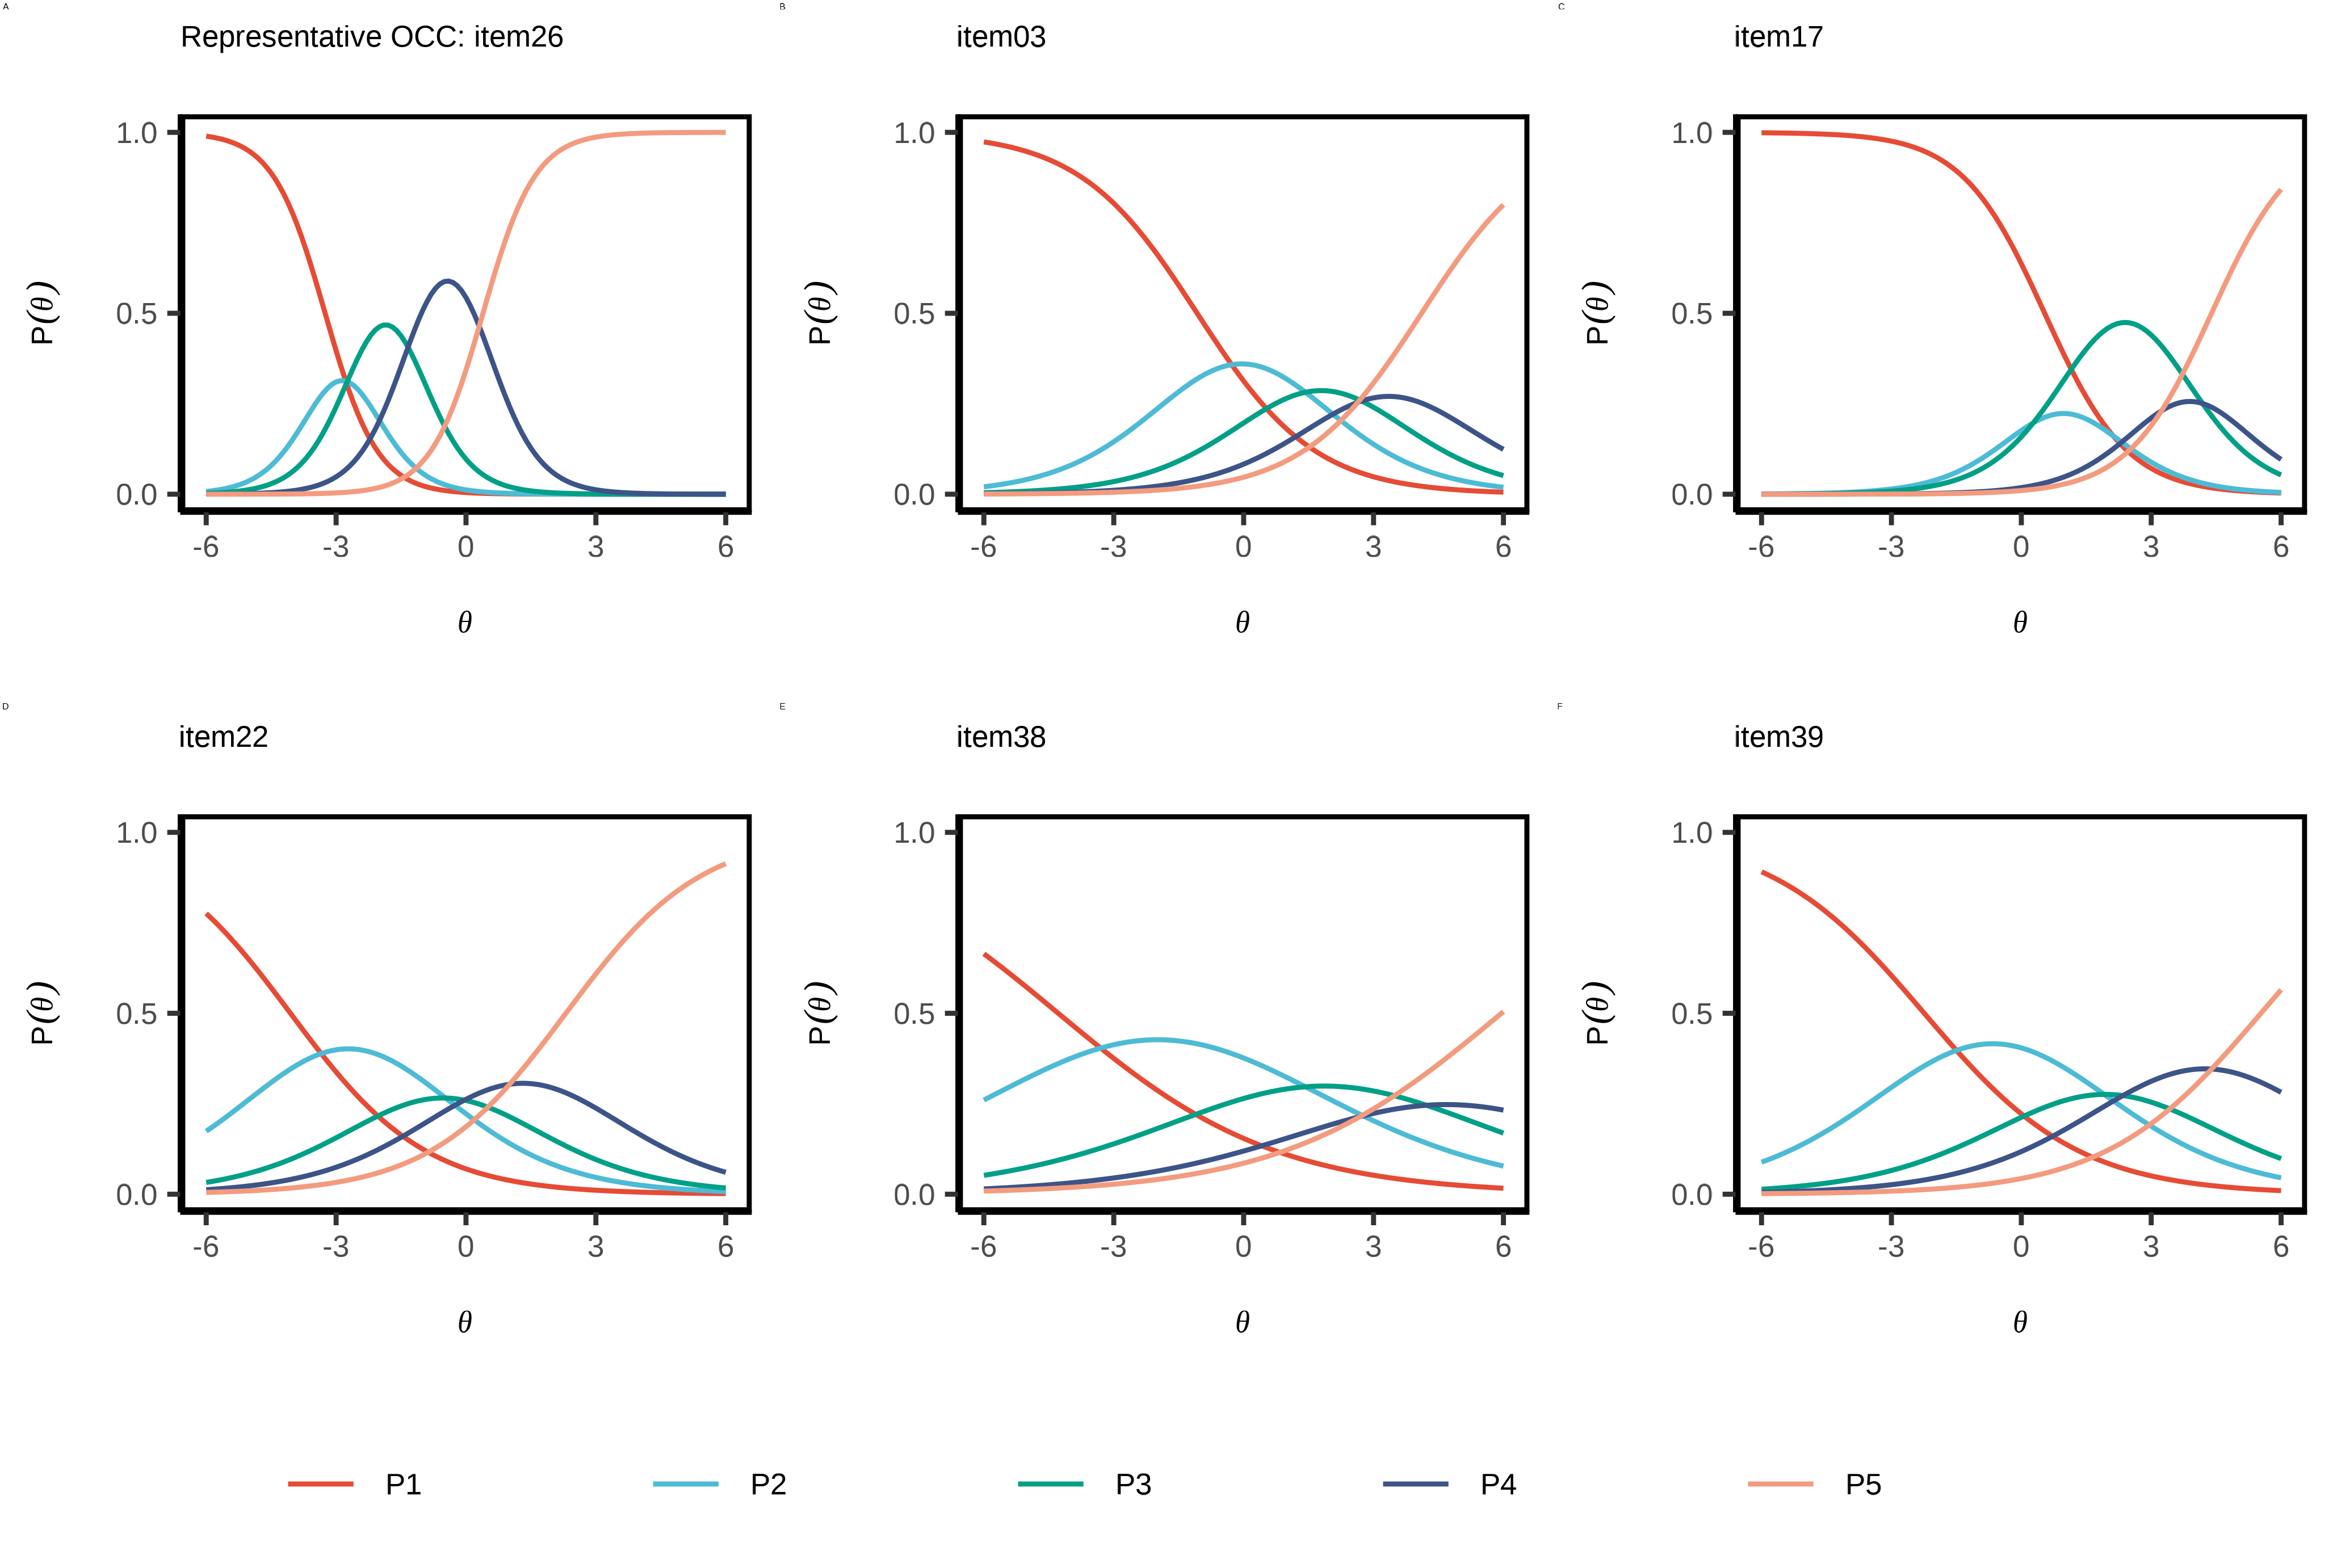 A
Representative OCC: item26
1.0
0.5
0.0
P(θ)
-6 -3 0 3 6
θ
B
item03
1.0
0.5
0.0
P(θ)
-6 -3 0 3 6
θ
C
item17
1.0
0.5
0.0
P(θ)
-6 -3 0 3 6
θ
D
item22
1.0
0.5
0.0
P(θ)
-6 -3 0 3 6
θ
E
item38
1.0
0.5
0.0
P(θ)
-6 -3 0 3 6
θ
F
item39
1.0
0.5
0.0
P(θ)
-6 -3 0 3 6
θ
P1 P2 P3 P4 P5